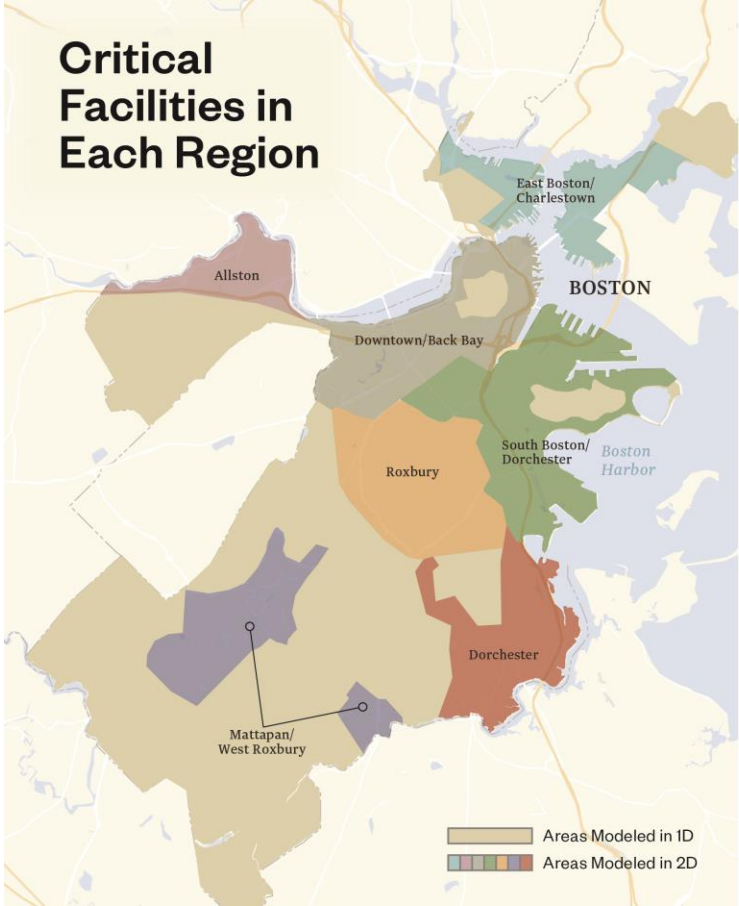 Critical
Facilities in
Each Region
East Boston/
Charlestown
Allston
BOSTON
Downtown/Back Bay
South Boston/
Dorchester
Boston
Harbor
Roxbury
Dorchester
Mattapan/
West Roxbury
Areas Modeled in 1D
Areas Modeled in 2D